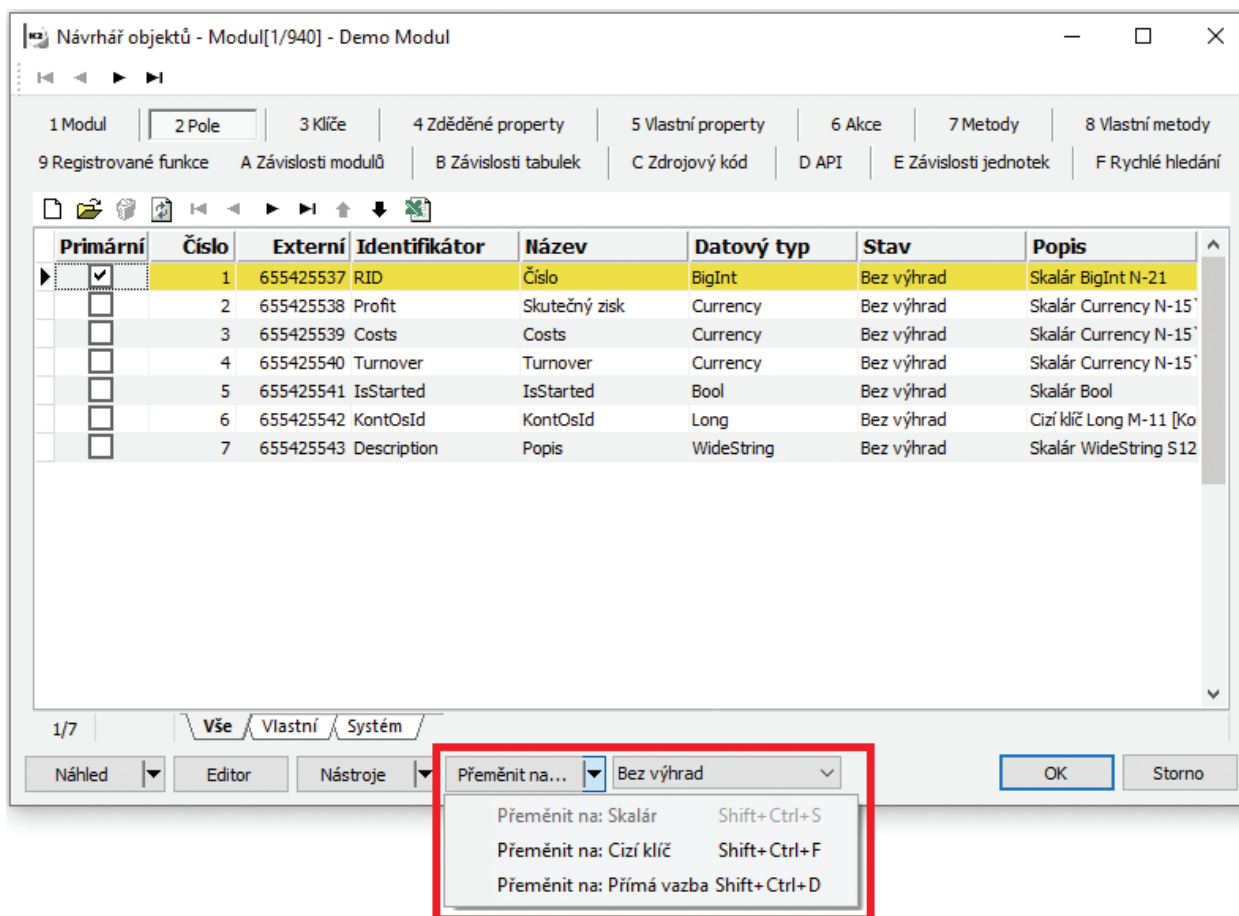 K2 Návrhář objektů - Modul[1/940] - Demo Modul
1 Modul 2 Pole 3 Klíče 4 Zděděné property 5 Vlastní property 6 Akce 7 Metody 8 Vlastní metody
9 Registrované funkce A Závislosti modulů B Závislosti tabulek C Zdrojový kód D API E Závislosti jednotek F Rychlé hledání
Primární Číslo Externí Identifikátor Název Datový typ Stav Popis
1 655425537 RID Číslo BigInt Bez výhrad Skalár BigInt N-21
2 655425538 Profit Skutečný zisk Currency Bez výhrad Skalár Currency N-15
3 655425539 Costs Costs Currency Bez výhrad Skalár Currency N-15
4 655425540 Turnover Turnover Currency Bez výhrad Skalár Currency N-15
5 655425541 IsStarted IsStarted Bool Bez výhrad Skalár Bool
6 655425542 KontOsId KontOsId Long Bez výhrad Cizí klíč Long M-11 [Ko
7 655425543 Description Popis WideString Bez výhrad Skalár WideString S12
1/7 Vše Vlastní Systém
Náhled Editor Nástroje Přeměnit na... Bez výhrad OK Storno
Přeměnit na: Skalár Shift+Ctrl+S
Přeměnit na: Cizí klíč Shift+Ctrl+F
Přeměnit na: Přímá vazba Shift+Ctrl+D